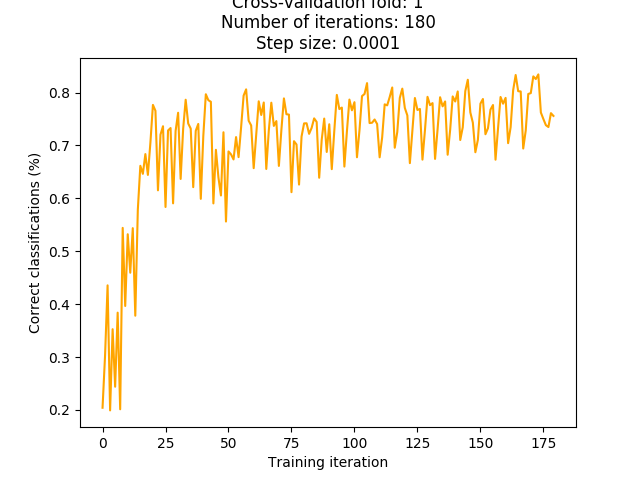 Cross-validation fold: 1
Number of iterations: 180
Step size: 0.0001
Correct classifications (%)
0.8
0.7
0.6
0.5
0.4
0.3
0.2
0 25 50 75 100 125 150 175
Training iteration